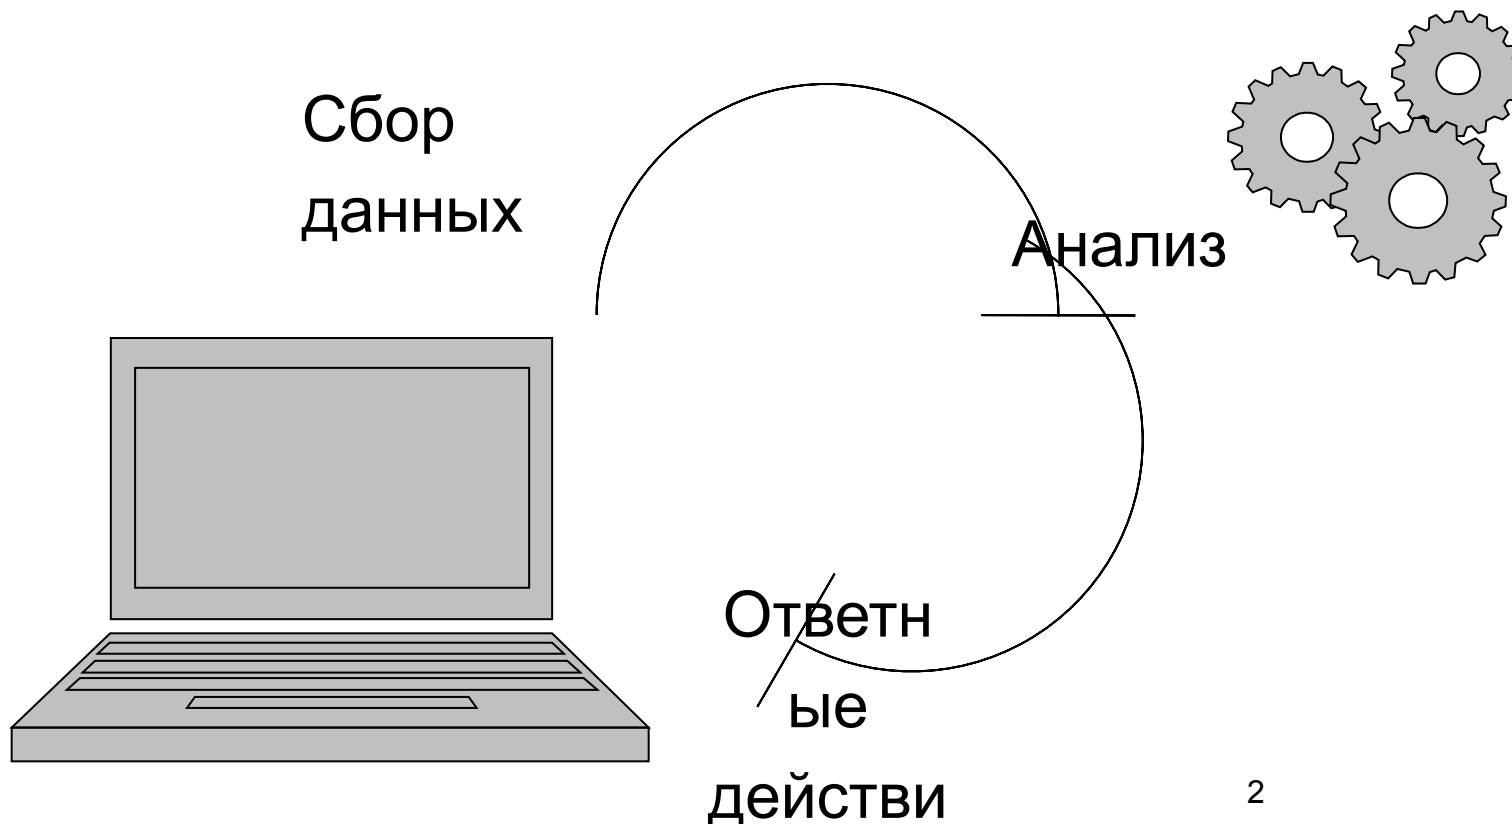 Сбор
данных
Анализ
Ответн
ые
действи
2